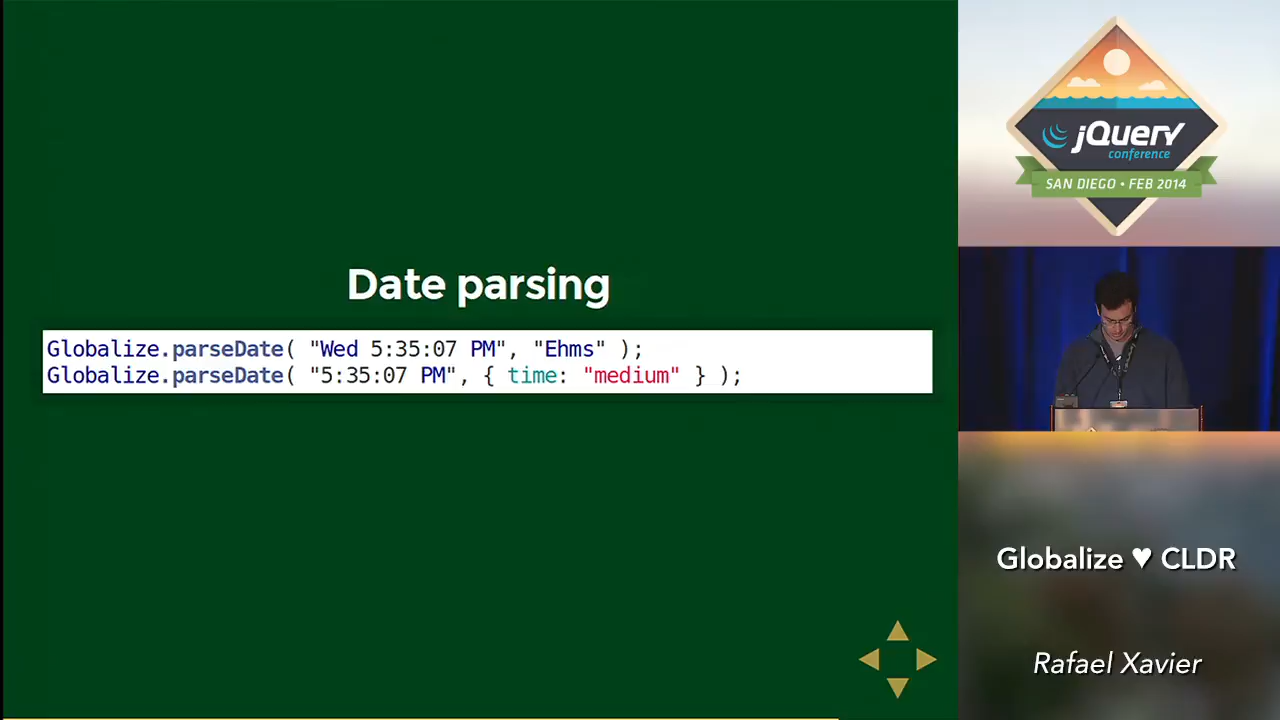 Date parsing
Globalize.parseDate( "Wed 5:35:07 PM", "Ehms" );
Globalize.parseDate( "5:35:07 PM", { time: "medium" } );
jQuery
conference
SAN DIEGO • FEB 2014
Globalize ♥ CLDR
Rafael Xavier